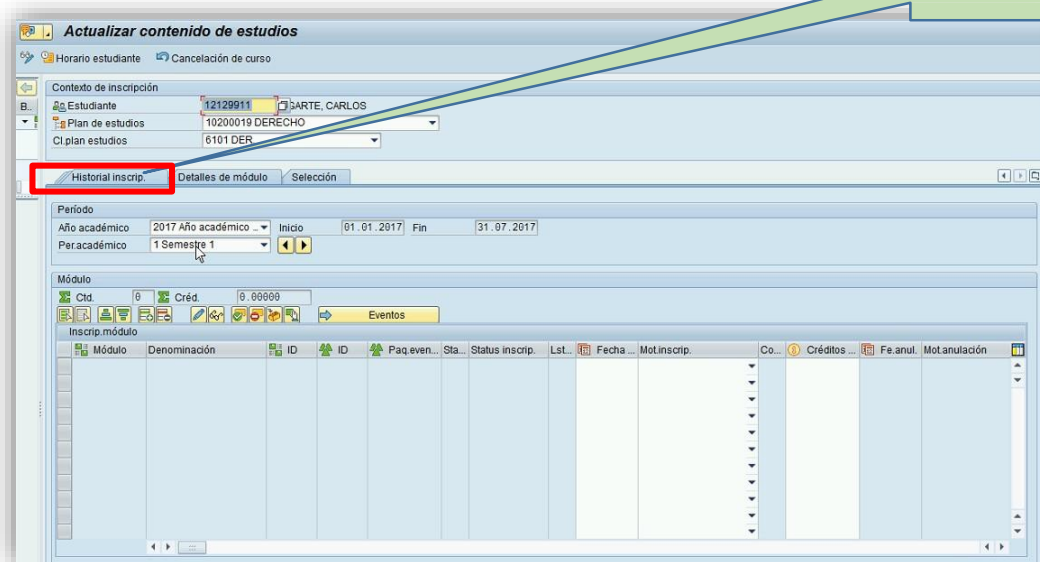 Actualizar contenido de estudios
Horario estudiante Cancelación de curso
Contexto de inscripción
B.. Estudiante 12129911 GARTE, CARLOS
Plan de estudios 10200019 DERECHO
Cl.plan estudios 6101 DER
Historial inscrip. Detalles de módulo Selección
Período
Año académico 2017 Año académico .. Inicio 01.01.2017 Fin 31.07.2017
Per.académico 1 Semestre 1
Módulo
Ctd. 0 Créd. 0.00000
Eventos
Inscrip.módulo
Módulo Denominación ID ID Paq.even... Sta... Status inscrip. Lst... Fecha ... Mot.inscrip. Co... Créditos ... Fe.anul. Mot.anulación